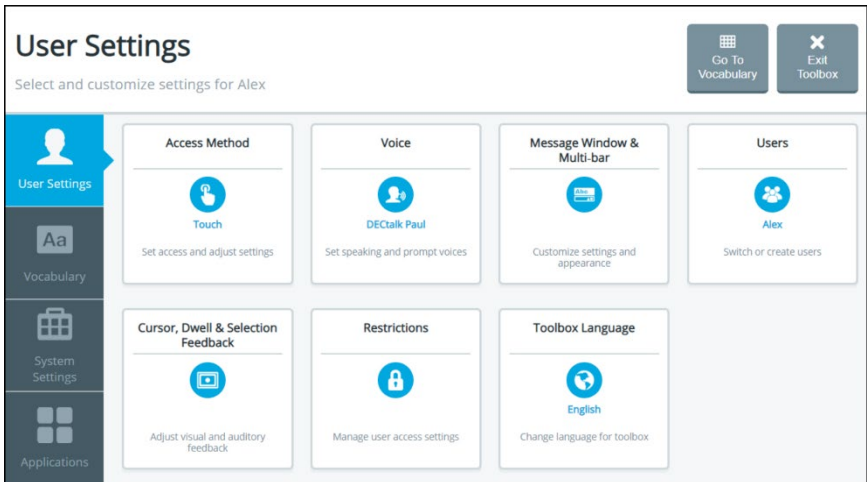 User Settings
Select and customize settings for Alex
Go To
Vocabulary
Exit
Toolbox
User Settings
Aa
Vocabulary
System
Settings
Applications
Access Method
Touch
Set access and adjust settings
Voice
DECtalk Paul
Set speaking and prompt voices
Message Window &
Multi-bar
Abc
Customize settings and
appearance
Users
Alex
Switch or create users
Cursor, Dwell & Selection
Feedback
Adjust visual and auditory
feedback
Restrictions
Manage user access settings
Toolbox Language
English
Change language for toolbox